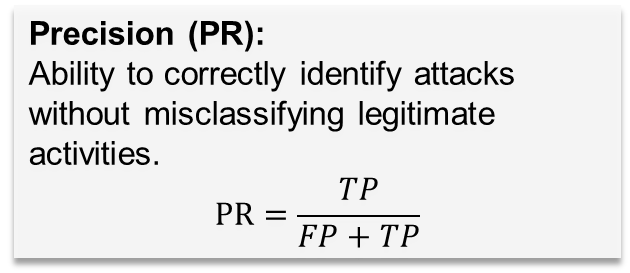 Precision (PR):
Ability to correctly identify attacks
without misclassifying legitimate
activities.
PR = TP / FP + TP